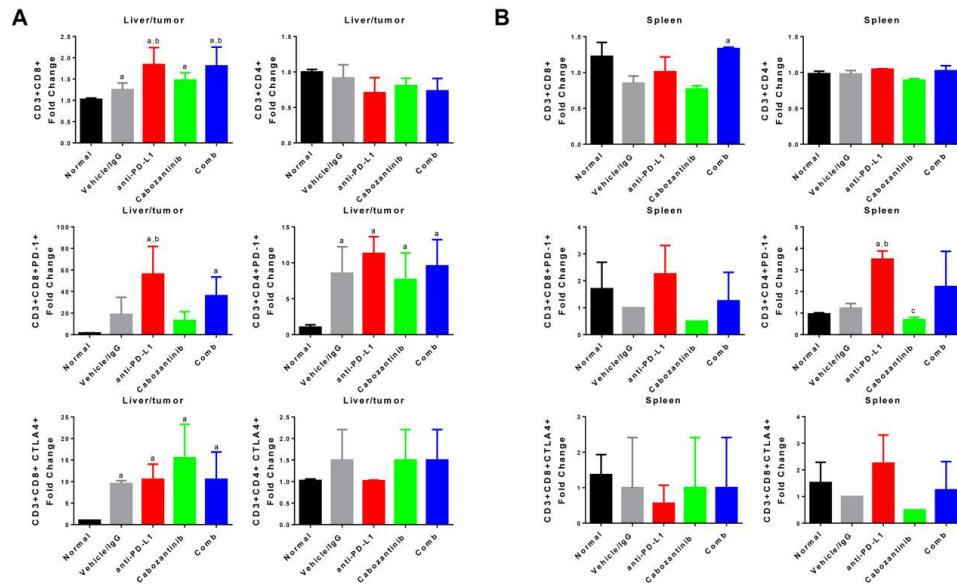 A
B
Liver/tumor
CD3+CD8+
Fold Change
2.5
2.0
1.5
1.0
0.5
0.0
a
a,b
a
a,b
Normal
Vehicle/IgG
anti-PD-L1
Cabozantinib
Comb
Liver/tumor
CD3+CD4+
Fold Change
1.5
1.0
0.5
0.0
Normal
Vehicle/IgG
anti-PD-L1
Cabozantinib
Comb
Spleen
CD3+CD8+
Fold Change
1.5
1.0
0.5
0.0
a
Normal
Vehicle/IgG
anti-PD-L1
Cabozantinib
Comb
Spleen
CD3+CD4+
Fold Change
1.5
1.0
0.5
0.0
Normal
Vehicle/IgG
anti-PD-L1
Cabozantinib
Comb
Liver/tumor
CD3+CD8+PD-1+
Fold Change
100
80
60
40
20
0
a,b
a
Normal
Vehicle/IgG
anti-PD-L1
Cabozantinib
Comb
Liver/tumor
CD3+CD4+PD-1+
Fold Change
15
10
5
0
a
a
a
a
Normal
Vehicle/IgG
anti-PD-L1
Cabozantinib
Comb
Spleen
CD3+CD8+PD-1+
Fold Change
4
3
2
1
0
Normal
Vehicle/IgG
anti-PD-L1
Cabozantinib
Comb
Spleen
CD3+CD4+PD-1+
Fold Change
5
4
3
2
1
0
a,b
c
Normal
Vehicle/IgG
anti-PD-L1
Cabozantinib
Comb
Liver/tumor
CD3+CD8+ CTLA4+
Fold Change
25
20
15
10
5
0
a
a
a
a
Normal
Vehicle/IgG
anti-PD-L1
Cabozantinib
Comb
Liver/tumor
CD3+CD4+ CTLA4+
Fold Change
2.5
2.0
1.5
1.0
0.5
0.0
Normal
Vehicle/IgG
anti-PD-L1
Cabozantinib
Comb
Spleen
CD3+CD8+CTLA4+
Fold Change
3
2
1
0
Normal
Vehicle/IgG
anti-PD-L1
Cabozantinib
Comb
Spleen
CD3+CD8+CTLA4+
Fold Change
4
3
2
1
0
Normal
Vehicle/IgG
anti-PD-L1
Cabozantinib
Comb